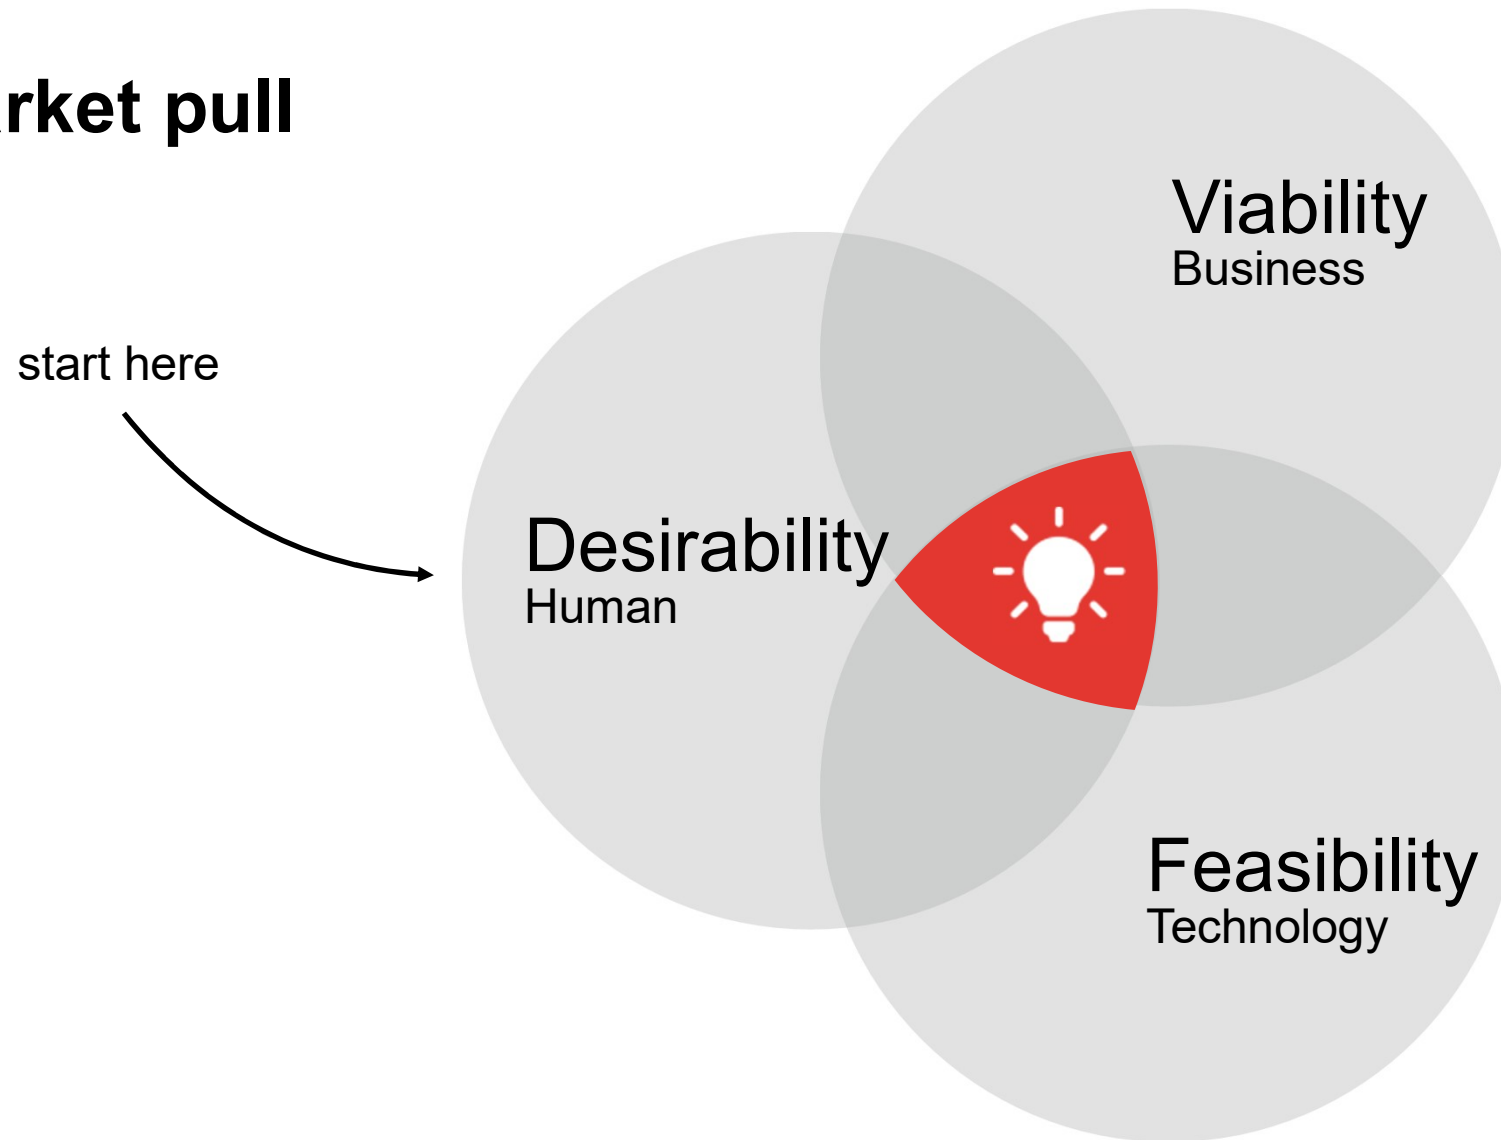 rket pull
Viability
Business
start here
Desirability
Human
Feasibility
Technology